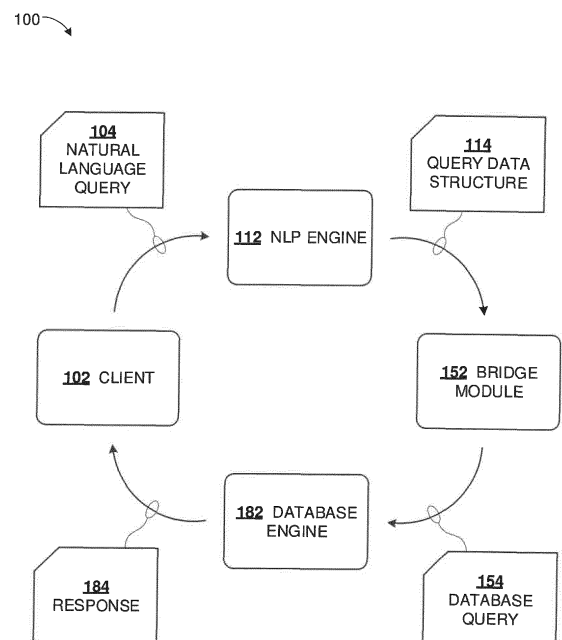 100
104
NATURAL
LANGUAGE
QUERY
114
QUERY DATA
STRUCTURE
112 NLP ENGINE
102 CLIENT
152 BRIDGE
MODULE
182 DATABASE
ENGINE
184
RESPONSE
154
DATABASE
QUERY